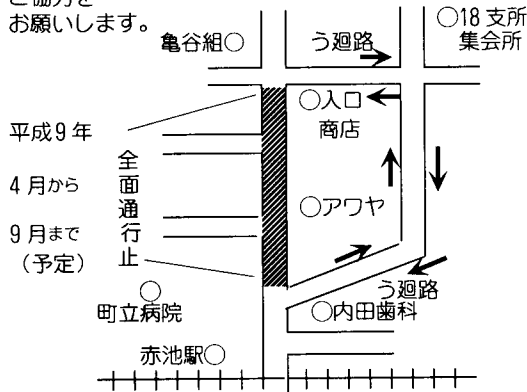 ご協力を
お願いします。
亀谷組○
う廻路
○18支所
集会所
○入口
商店
平成9年
4月から
9月まで
（予定）
全面通行止
○アワヤ
う廻路
○
町立病院
○内田歯科
赤池駅○